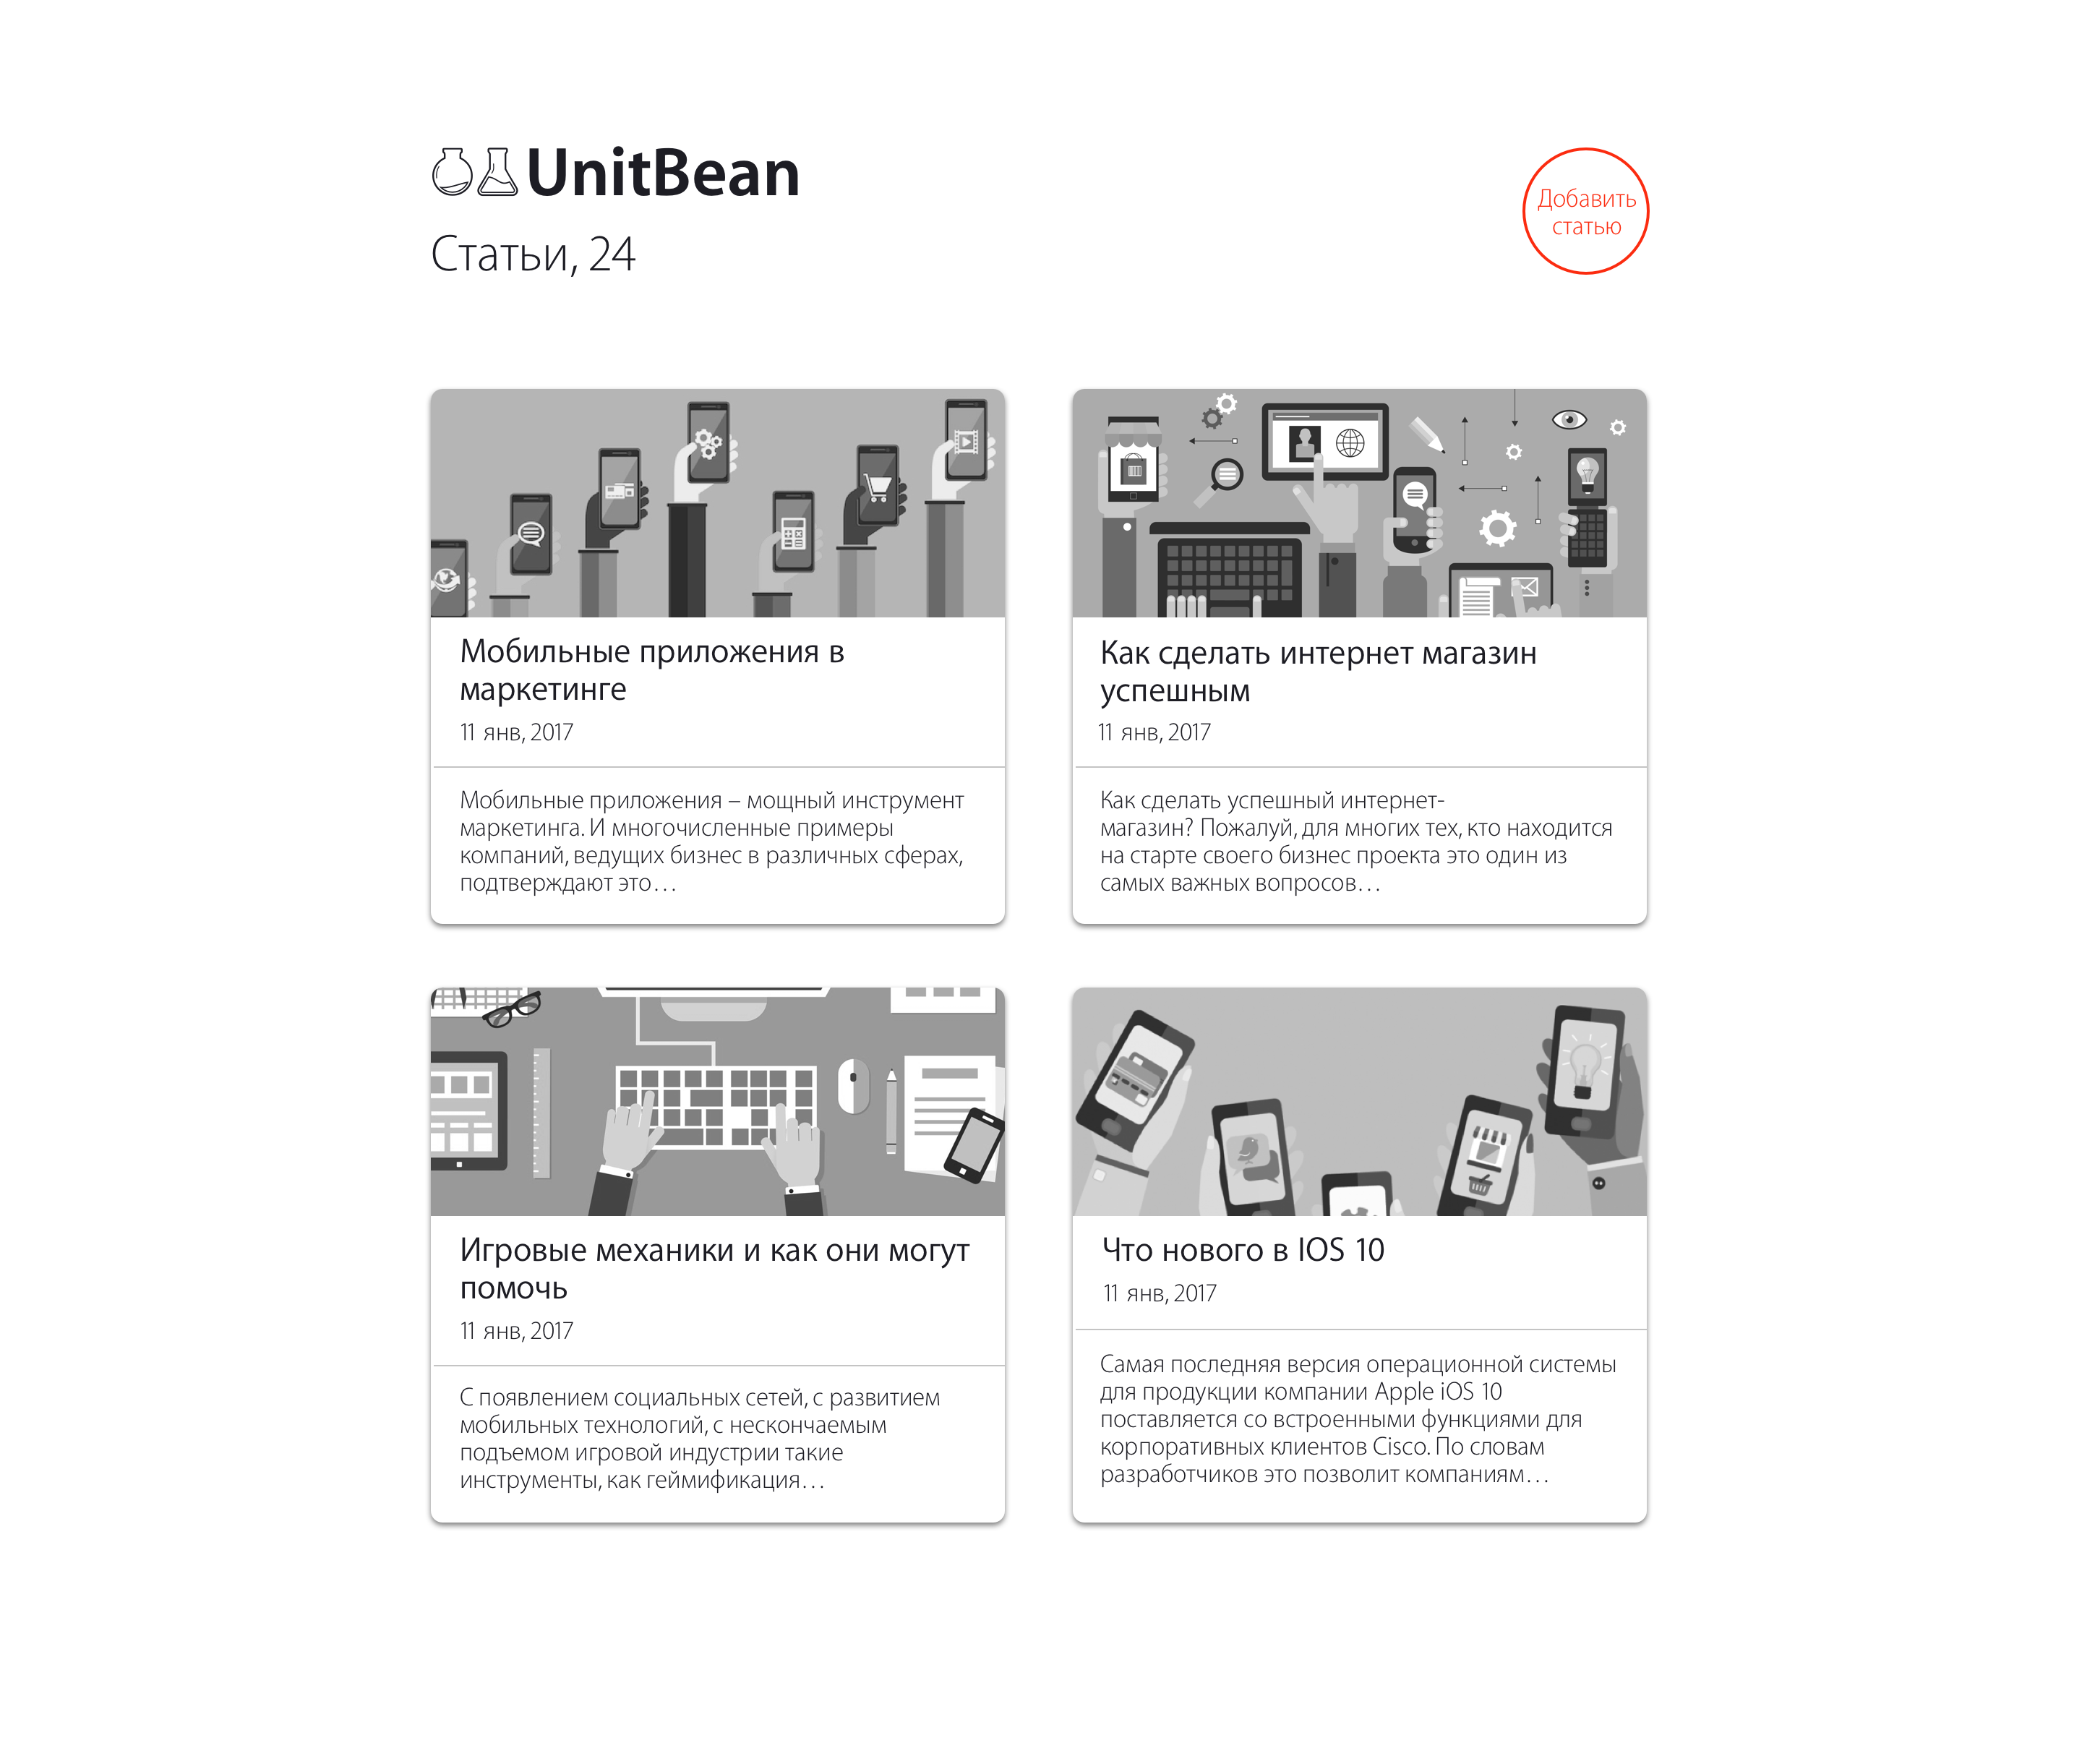 UnitBean
Добавить
статью
Статьи, 24
Мобильные приложения в
маркетинге
11 янв, 2017
Мобильные приложения – мощный инструмент
маркетинга. И многочисленные примеры
компаний, ведущих бизнес в различных сферах,
подтверждают это…
Как сделать интернет магазин
успешным
11 янв, 2017
Как сделать успешный интернет-
магазин? Пожалуй, для многих тех, кто находится
на старте своего бизнес проекта это один из
самых важных вопросов…
Игровые механики и как они могут
помочь
11 янв, 2017
С появлением социальных сетей, с развитием
мобильных технологий, с нескончаемым
подъемом игровой индустрии такие
инструменты, как геймификация…
Что нового в IOS 10
11 янв, 2017
Самая последняя версия операционной системы
для продукции компании Apple iOS 10
поставляется со встроенными функциями для
корпоративных клиентов Cisco. По словам
разработчиков это позволит компаниям…